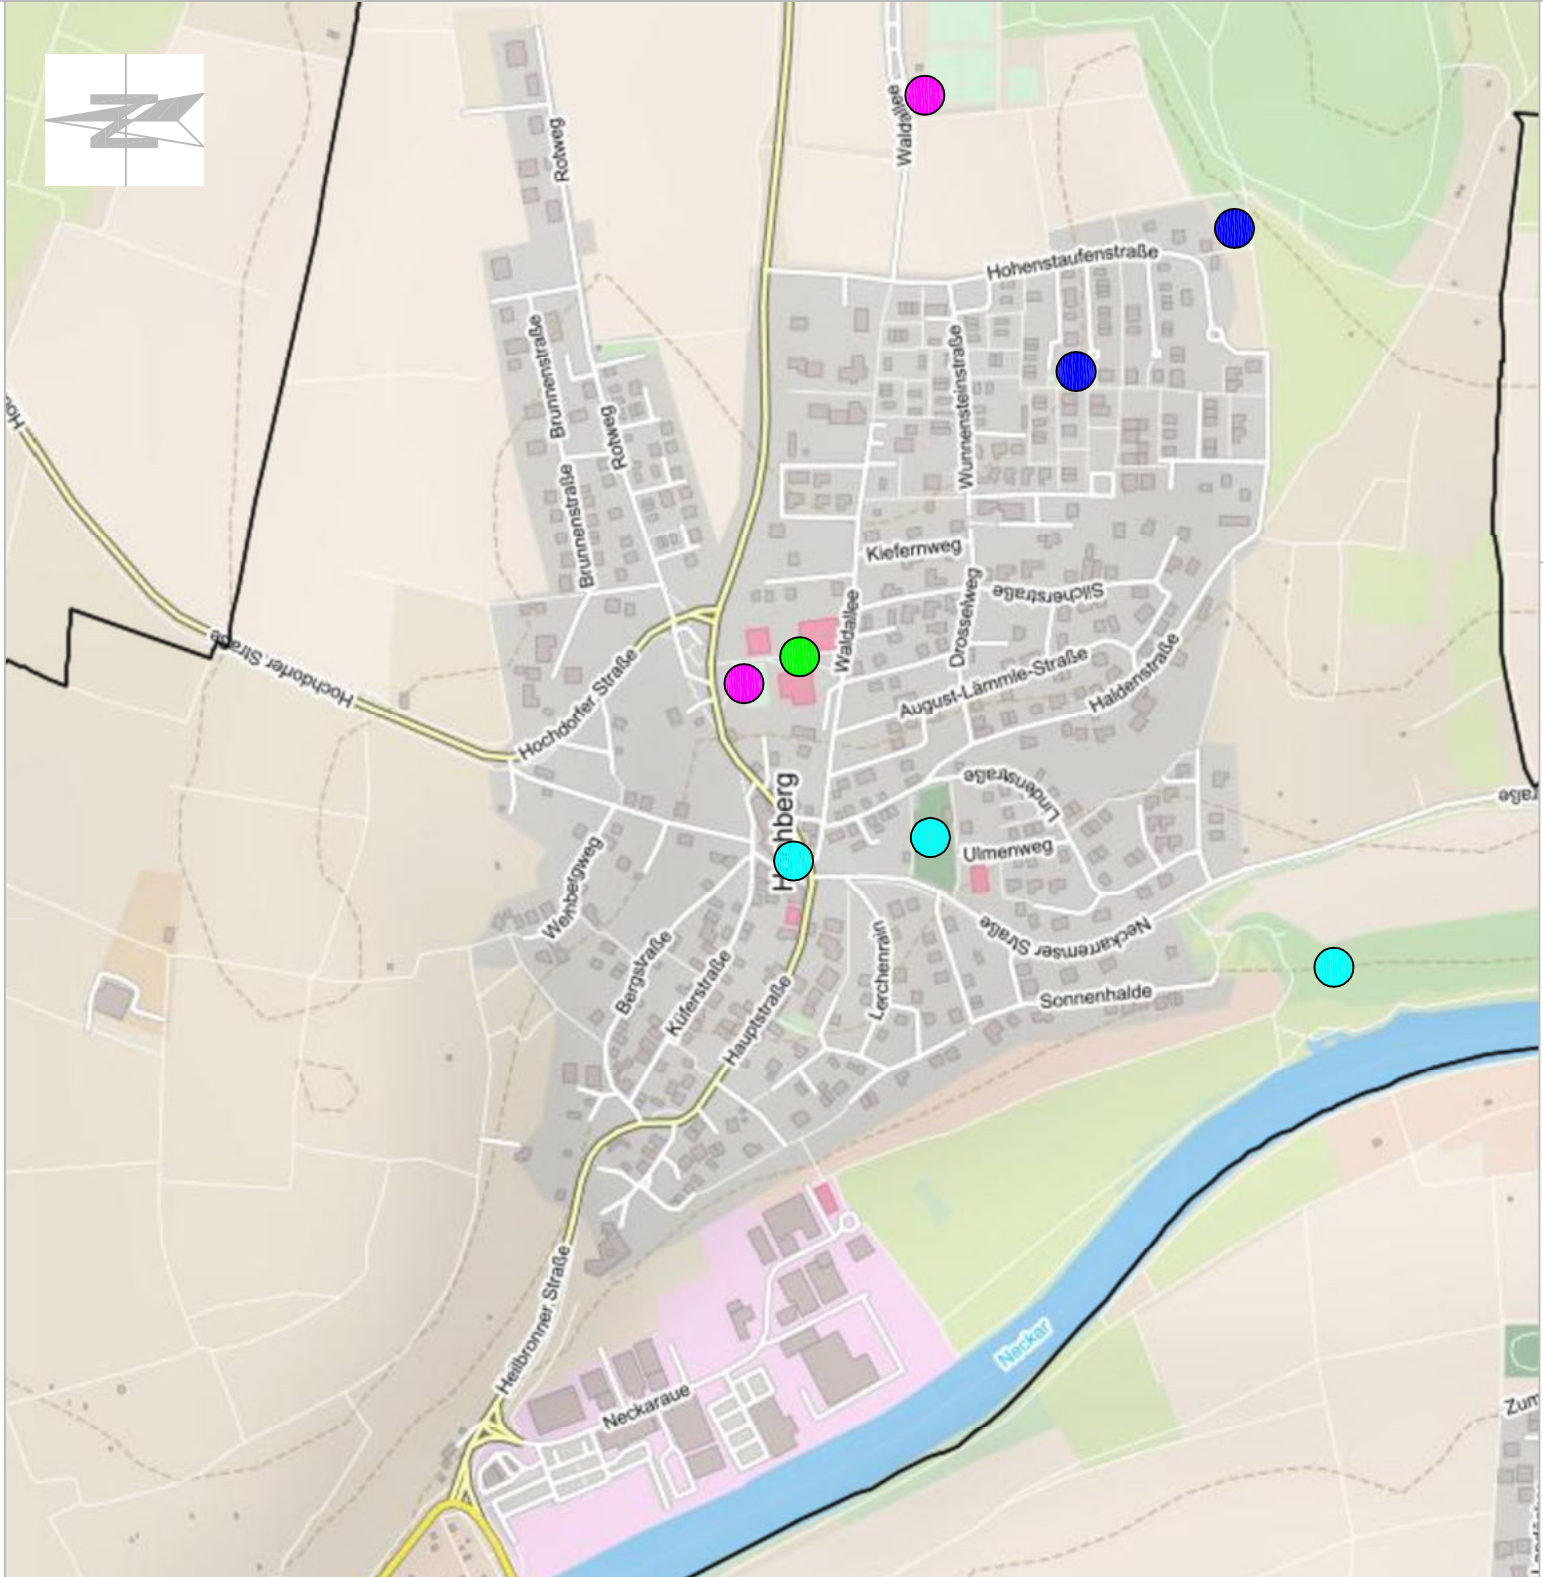 Waldallee
Rotweg
Hohenstaufenstraße
Brunnenstraße
Wunnensteinstraße
Rotweg
Brunnenstraße
Kiefernweg
Silcherstraße
Drosselweg
Waldallee
Hochdorfer Straße
Hochdorfer Straße
August-Lämmle-Straße
Haldenstraße
Lindenstraße
Ulmenweg
Weinbergweg
Bergstraße
Küferstraße
Hauptstraße
Lerchenrain
Neckarremser Straße
Sonnenhalde
Heilbronner Straße
Neckaraue
Neckar
Zum